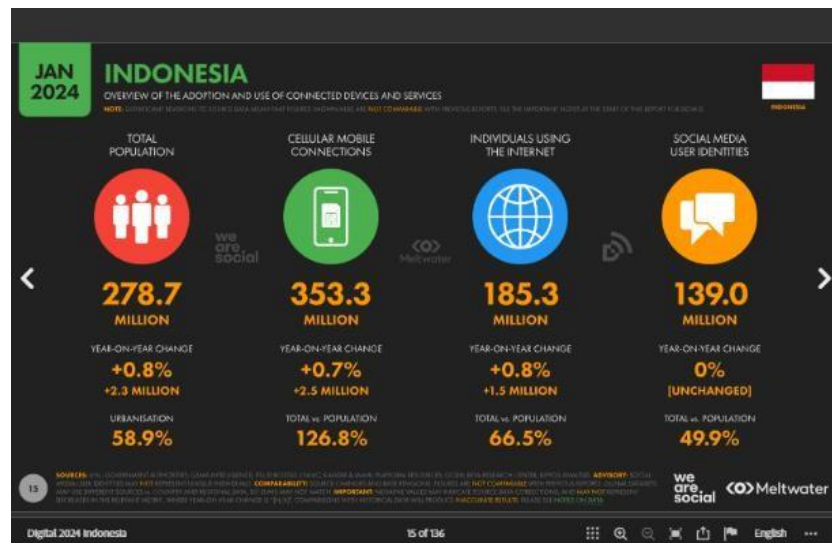 JAN
2024
INDONESIA
OVERVIEW OF THE ADOPTION AND USE OF CONNECTED DEVICES AND SERVICES
INDONESIA
TOTAL
POPULATION
CELLULAR MOBILE
CONNECTIONS
INDIVIDUALS USING
THE INTERNET
SOCIAL MEDIA
USER IDENTITIES
we
are
social
Meltwater
278.7
MILLION
353.3
MILLION
185.3
MILLION
139.0
MILLION
YEAR-ON-YEAR CHANGE
+0.8%
+2.3 MILLION
YEAR-ON-YEAR CHANGE
+0.7%
+2.5 MILLION
YEAR-ON-YEAR CHANGE
+0.8%
+1.5 MILLION
YEAR-ON-YEAR CHANGE
0%
[UNCHANGED]
URBANISATION
58.9%
TOTAL vs. POPULATION
126.8%
TOTAL vs. POPULATION
66.5%
TOTAL vs. POPULATION
49.9%
15
we
are.
social
Meltwater
Digital 2024 Indonesia
15 of 136
English